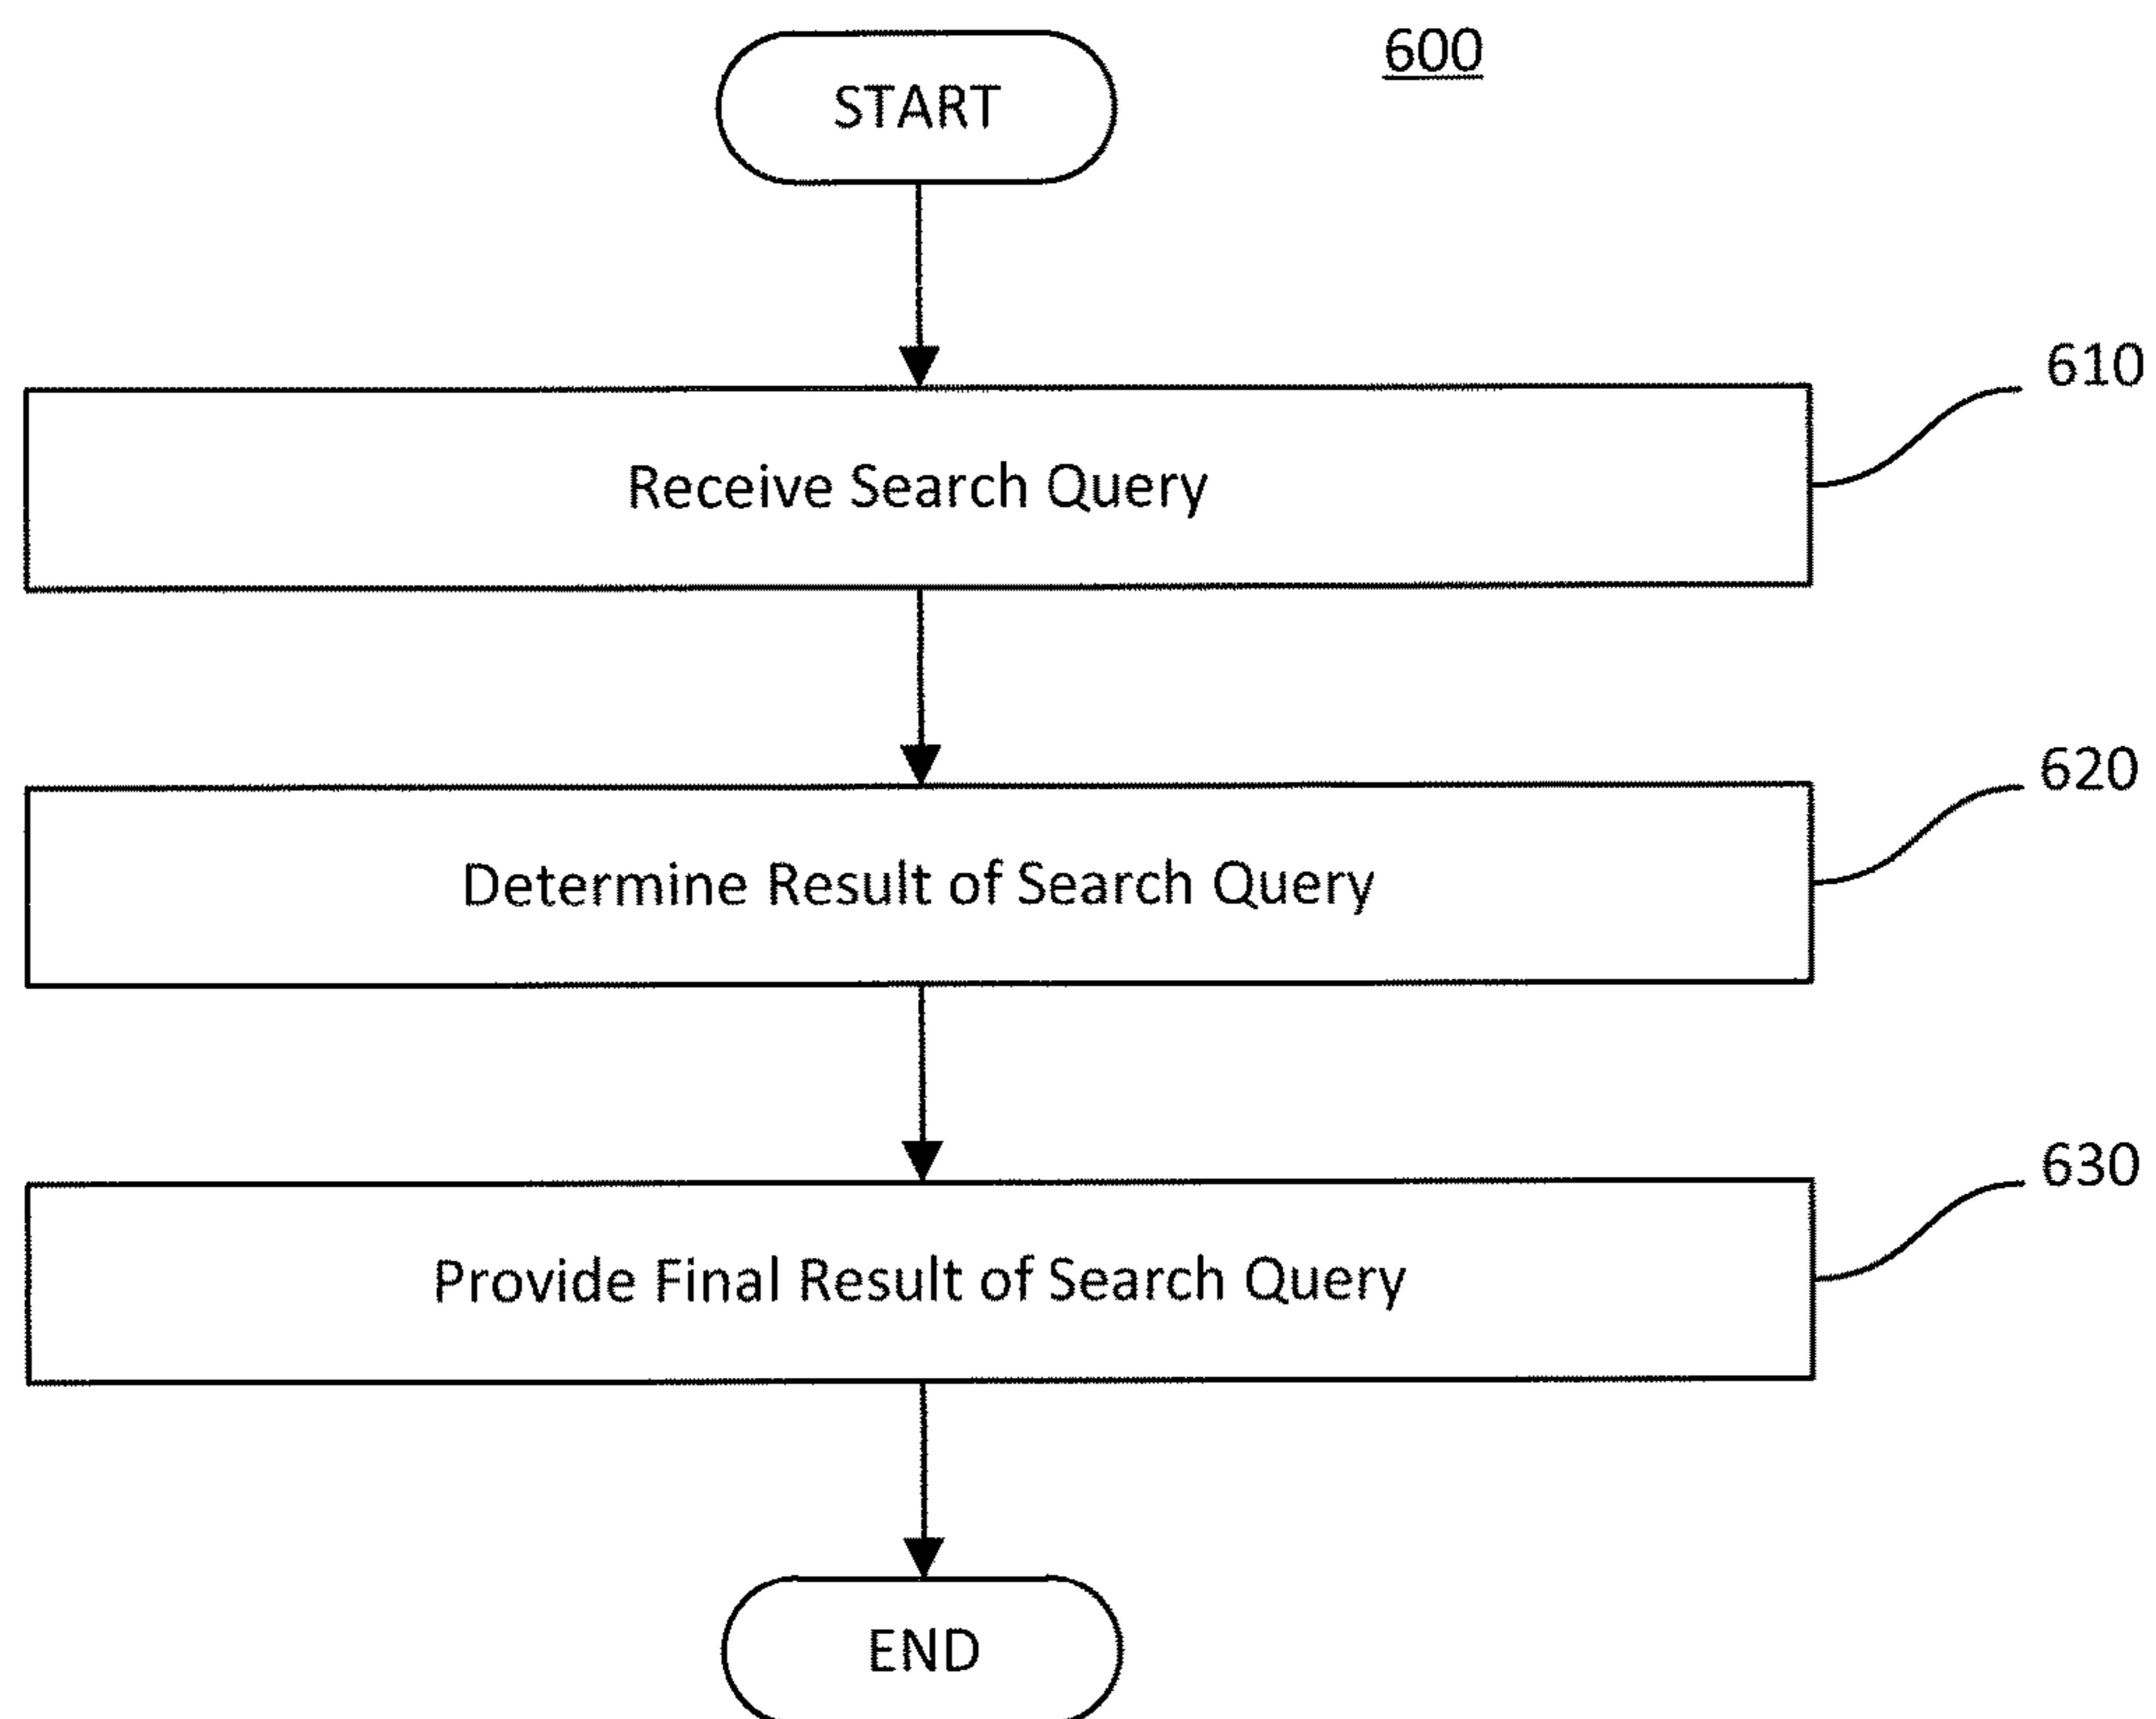 START
600
610
Receive Search Query
620
Determine Result of Search Query
630
Provide Final Result of Search Query
END